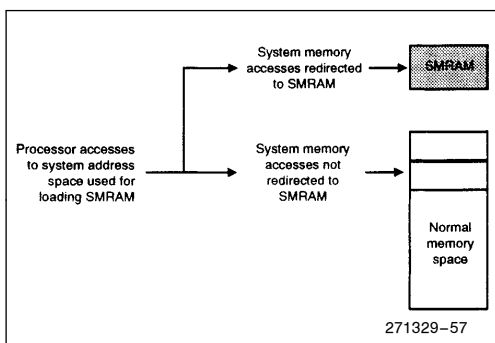 System memory
accesses redirected
to SMRAM
SMRAM
Processor accesses
to system address
space used for
loading SMRAM
System memory
accesses not
redirected to
SMRAM
Normal
memory
space
271329–57